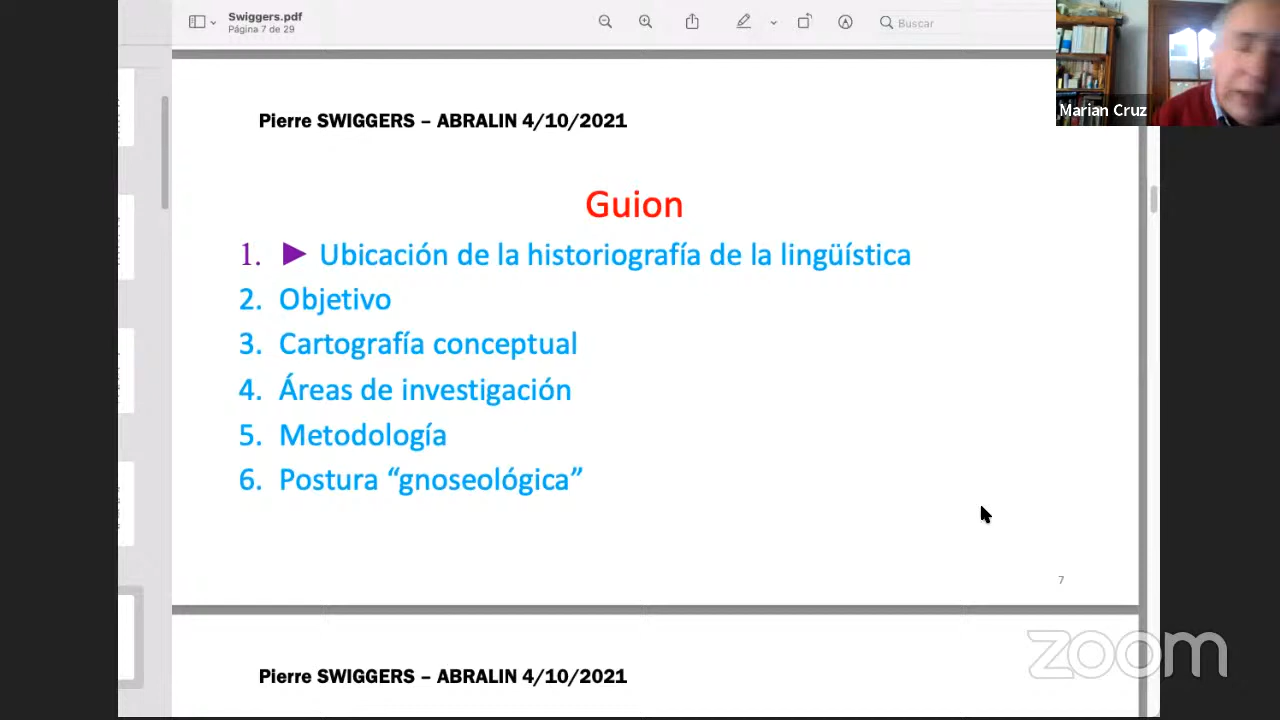 Swiggers.pdf
Página 7 de 29
Buscar
Marian Cruz
Pierre SWIGGERS – ABRALIN 4/10/2021
Guion
1. ► Ubicación de la historiografía de la lingüística
2. Objetivo
3. Cartografía conceptual
4. Áreas de investigación
5. Metodología
6. Postura “gnoseológica”
7
Pierre SWIGGERS – ABRALIN 4/10/2021
zoom